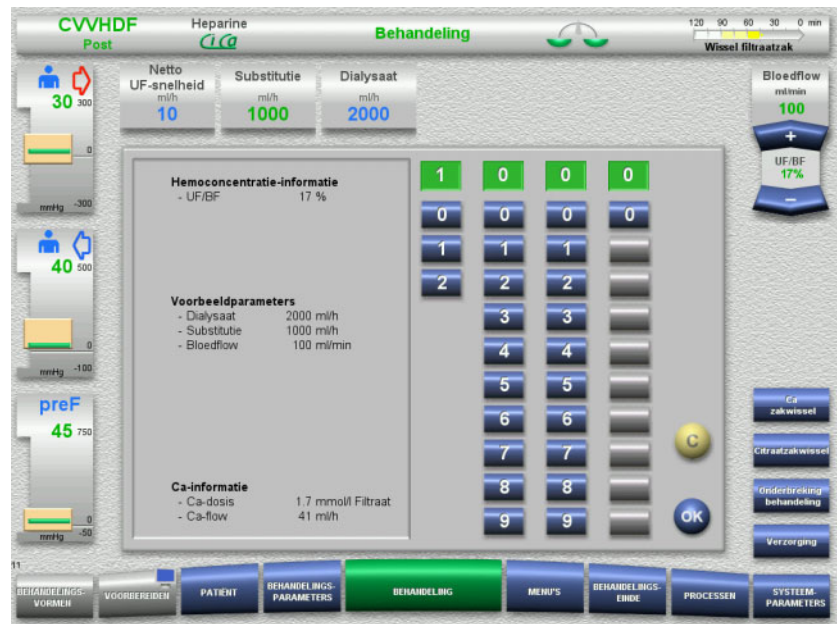 CVVHDF
Post
Heparine
Ci Ca
Behandeling
120 90 60 30 0 min
Wissel filtraatzak
30 300
0
mmHg -300
40 500
0
mmHg -100
preF
45 750
0
mmHg -50
Netto
UF-snelheid
ml/h
10
Substitutie
ml/h
1000
Dialysaat
ml/h
2000
Bloedflow
ml/min
100
+
UF/BF
17%
−
Hemoconcentratie-informatie
- UF/BF 17 %
Voorbeeldparameters
- Dialysaat 2000 ml/h
- Substitutie 1000 ml/h
- Bloedflow 100 ml/min
Ca-informatie
- Ca-dosis 1.7 mmol/l Filtraat
- Ca-flow 41 ml/h
1 0 0 0
0 0 0 0
1 1 1
2 2 2
3 3
4 4
5 5
6 6
7 7
8 8
9 9
C
OK
Ca
zakwissel
Citraatzakwissel
Onderbreking
behandeling
Verzorging
11
BEHANDELINGS-
VORMEN
VOORBEREIDEN
PATIËNT
BEHANDELINGS-
PARAMETERS
BEHANDELING
MENU'S
BEHANDELINGS-
EINDE
PROCESSEN
SYSTEEM-
PARAMETERS